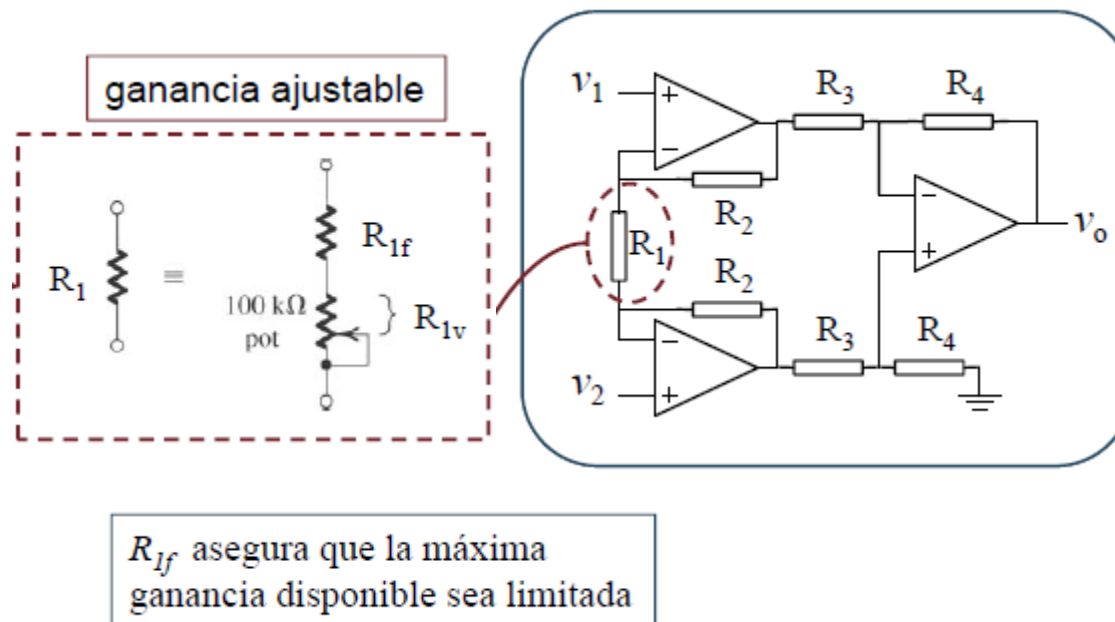 ganancia ajustable
R1
≡
R1f
100 kΩ
pot
}
R1v
v1
+
−
R3
R4
R2
R1
−
+
vo
R2
−
+
v2
R3
R4
R1f asegura que la máxima
ganancia disponible sea limitada